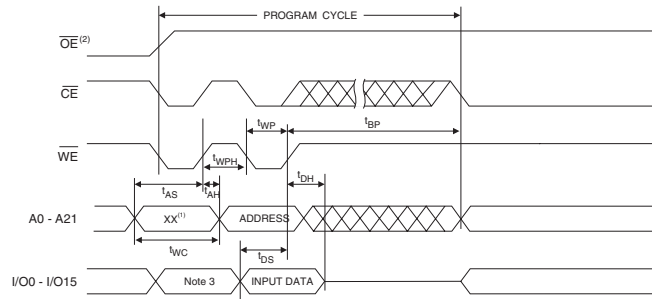 PROGRAM CYCLE
OE(2)
CE
tWP
tBP
WE
tWPH
tDH
tAS
tAH
A0 - A21
XX(1)
ADDRESS
tWC
tDS
I/O0 - I/O15
Note 3
INPUT DATA